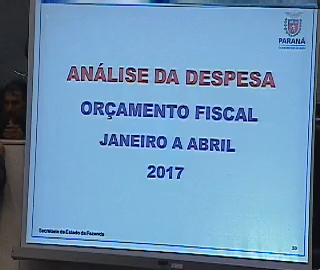 PARANÁ
ANÁLISE DA DESPESA
ORÇAMENTO FISCAL
JANEIRO A ABRIL
2017
Secretaria de Estado da Fazenda